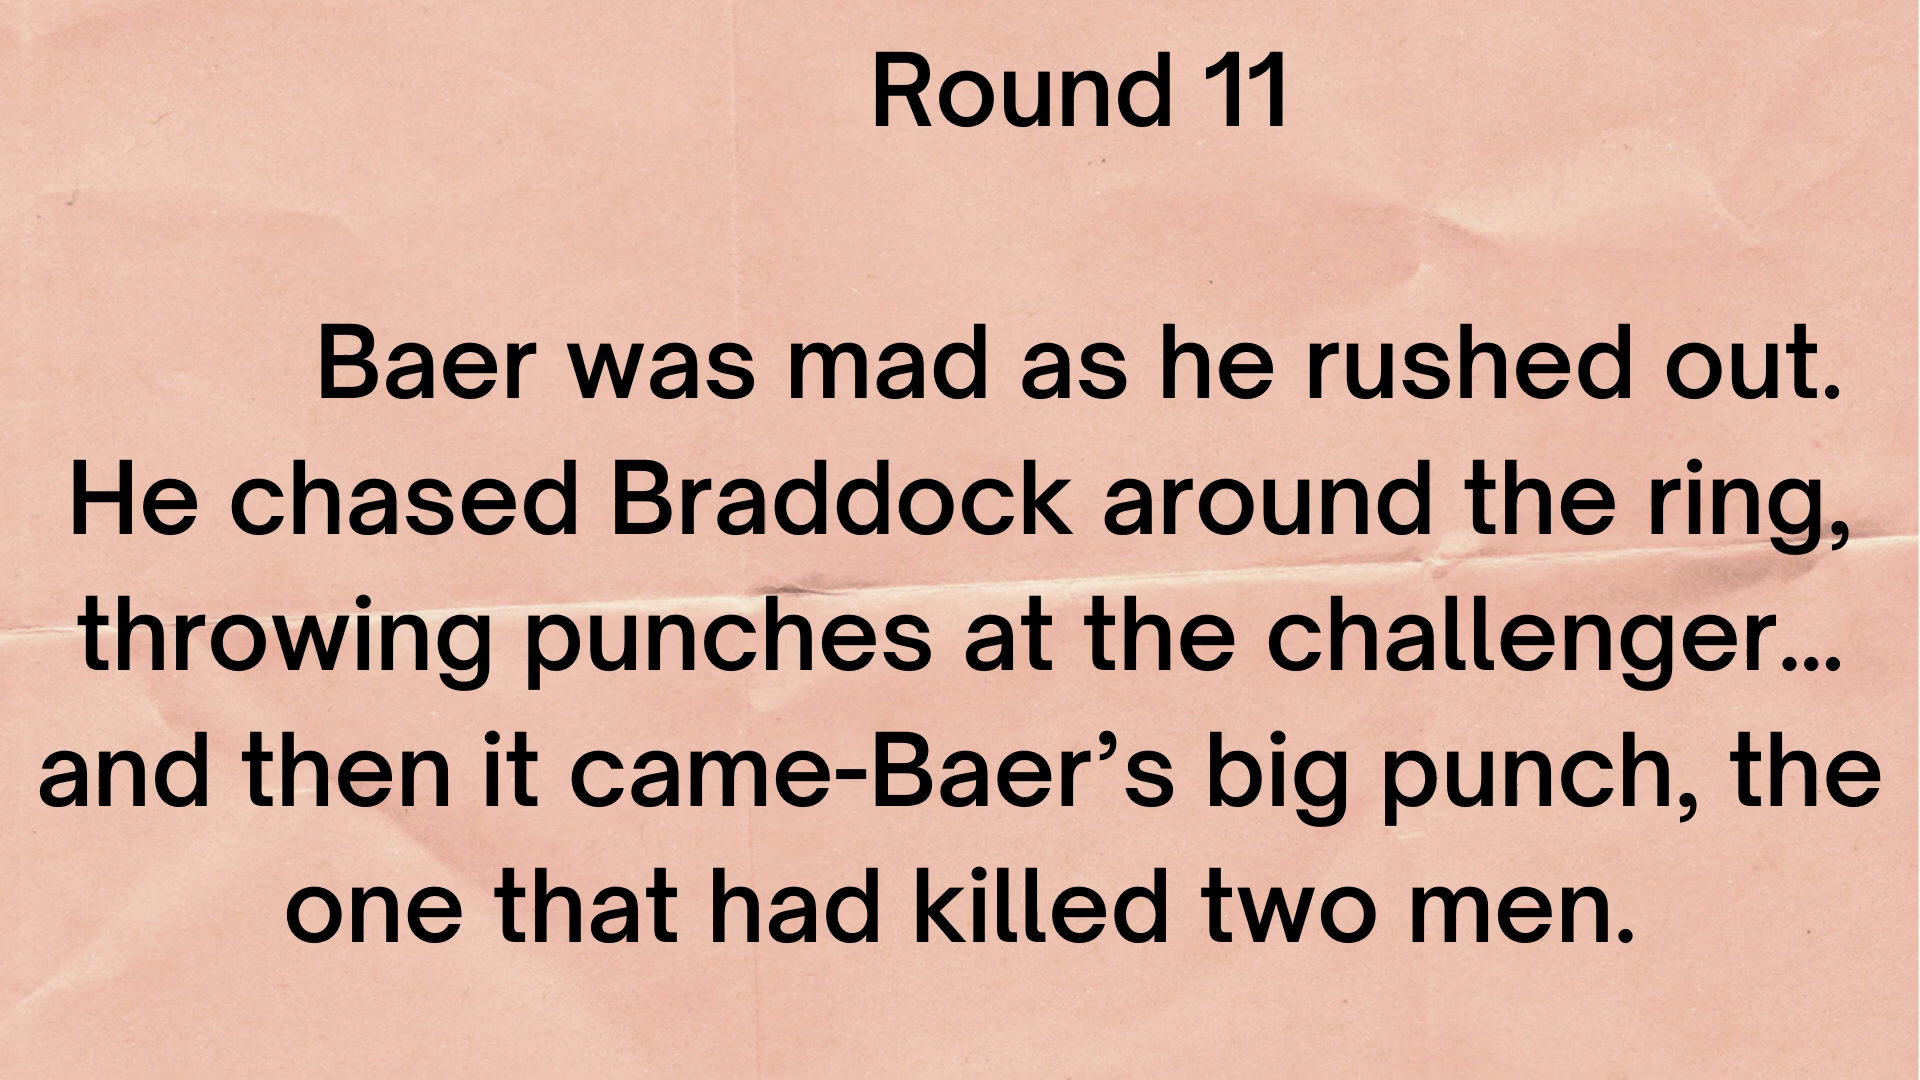 Round 11
Baer was mad as he rushed out.
He chased Braddock around the ring,
throwing punches at the challenger...
and then it came-Baer’s big punch, the
one that had killed two men.